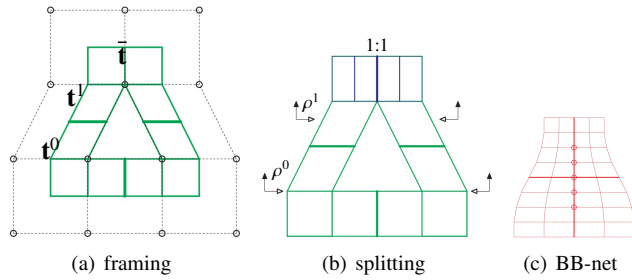 t̄
t¹
t⁰
1:1
ρ¹
ρ⁰
(a) framing
(b) splitting
(c) BB-net